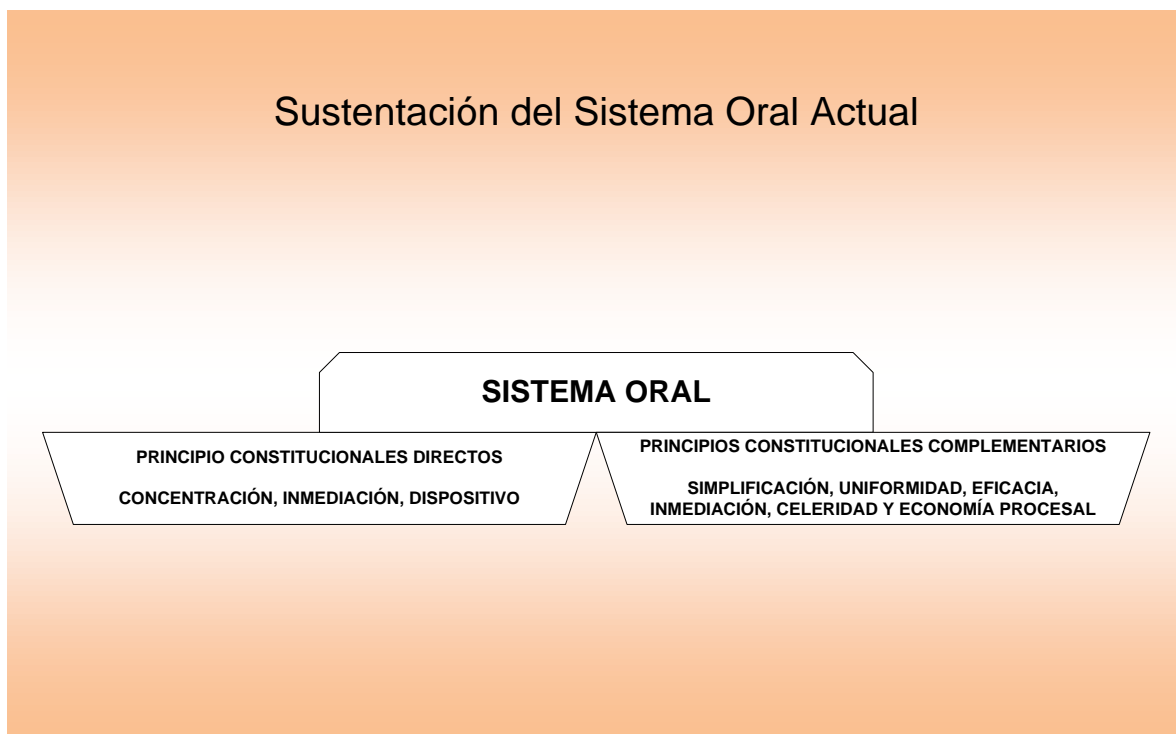 Sustentación del Sistema Oral Actual
SISTEMA ORAL
PRINCIPIO CONSTITUCIONALES DIRECTOS
CONCENTRACIÓN, INMEDIACIÓN, DISPOSITIVO
PRINCIPIOS CONSTITUCIONALES COMPLEMENTARIOS
SIMPLIFICACIÓN, UNIFORMIDAD, EFICACIA,
INMEDIACIÓN, CELERIDAD Y ECONOMÍA PROCESAL